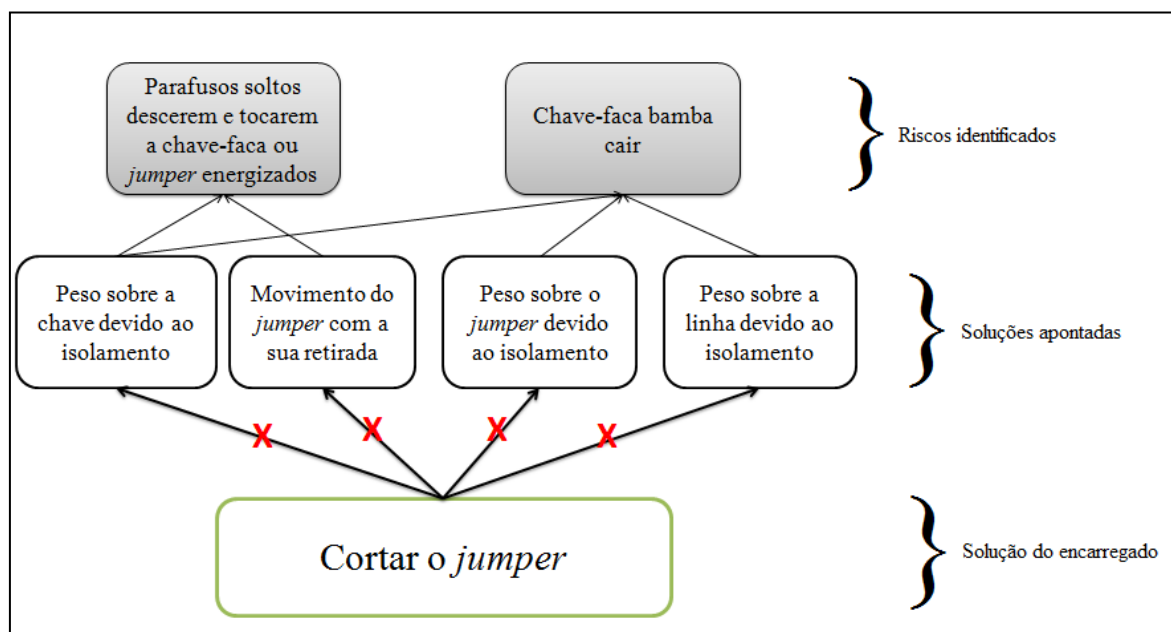 Parafusos soltos
descerem e tocarem
a chave-faca ou
jumper energizados
Chave-faca bamba
cair
Riscos identificados
Peso sobre a
chave devido ao
isolamento
Movimento do
jumper com a
sua retirada
Peso sobre o
jumper devido
ao isolamento
Peso sobre a
linha devido ao
isolamento
Soluções apontadas
X
X
X
X
Cortar o jumper
Solução do encarregado